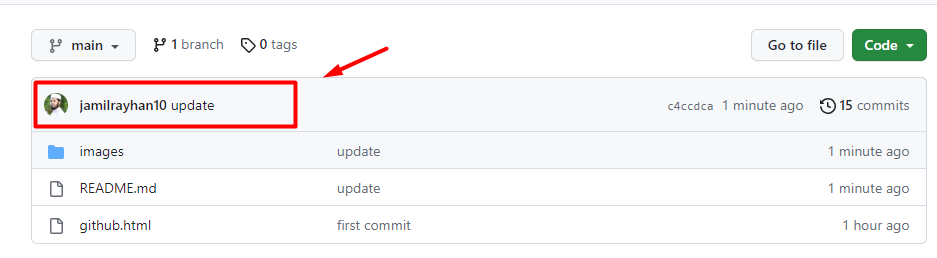 main 1 branch 0 tags Go to file Code
jamilrayhan10 update c4ccdca 1 minute ago 15 commits
images update 1 minute ago
README.md update 1 minute ago
github.html first commit 1 hour ago